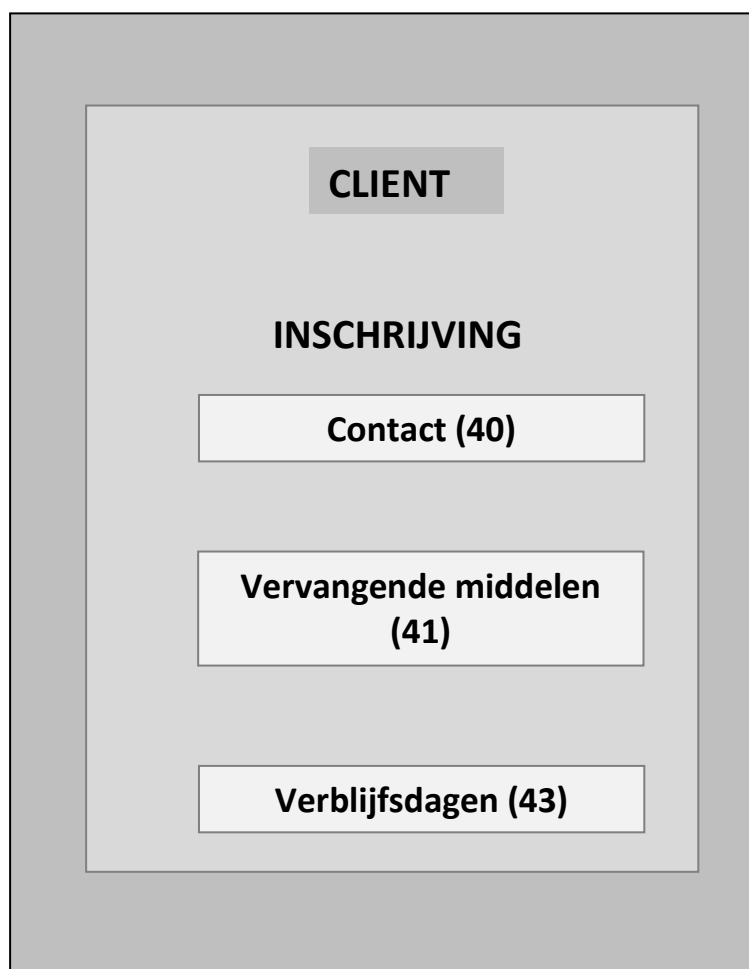 CLIENT
INSCHRIJVING
Contact (40)
Vervangende middelen
(41)
Verblijfsdagen (43)